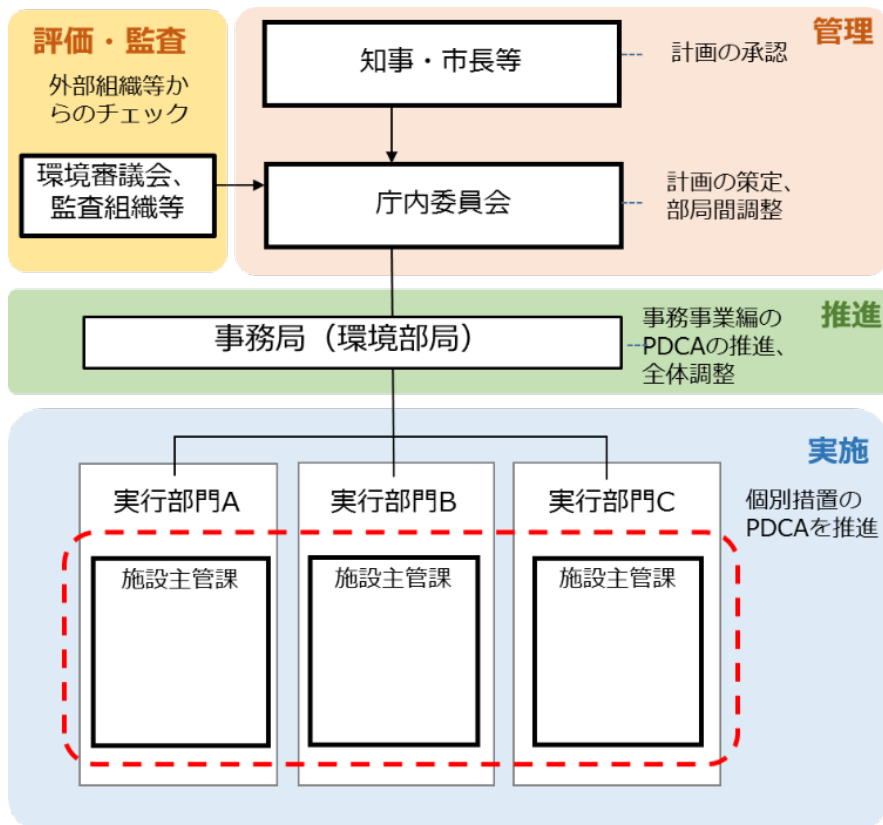 評価・監査
外部組織等か
らのチェック
環境審議会、
監査組織等
管理
知事・市長等
計画の承認
庁内委員会
計画の策定、
部局間調整
推進
事務局（環境部局）
事務事業編の
PDCAの推進、
全体調整
実施
個別措置の
PDCAを推進
実行部門A
実行部門B
実行部門C
施設主管課
施設主管課
施設主管課